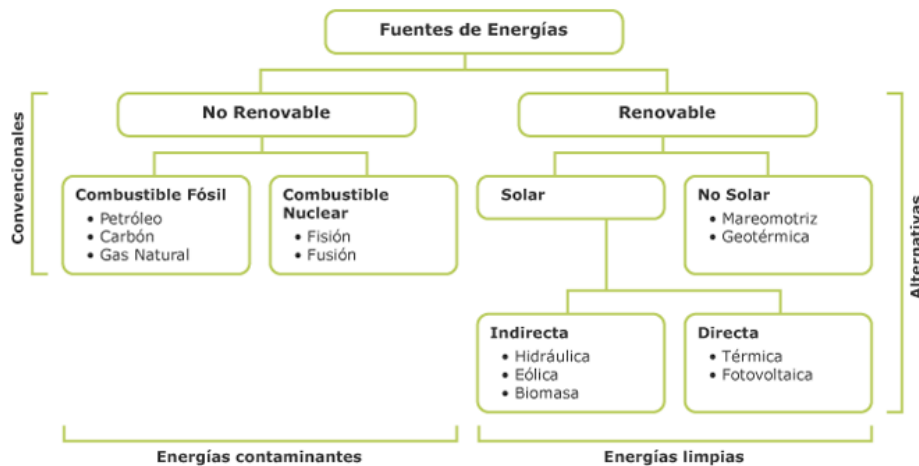 Fuentes de Energías
No Renovable
Renovable
Convencionales
Alternativas
Combustible Fósil
• Petróleo
• Carbón
• Gas Natural
Combustible
Nuclear
• Fisión
• Fusión
Solar
No Solar
• Mareomotriz
• Geotérmica
Indirecta
• Hidráulica
• Eólica
• Biomasa
Directa
• Térmica
• Fotovoltaica
Energías contaminantes
Energías limpias